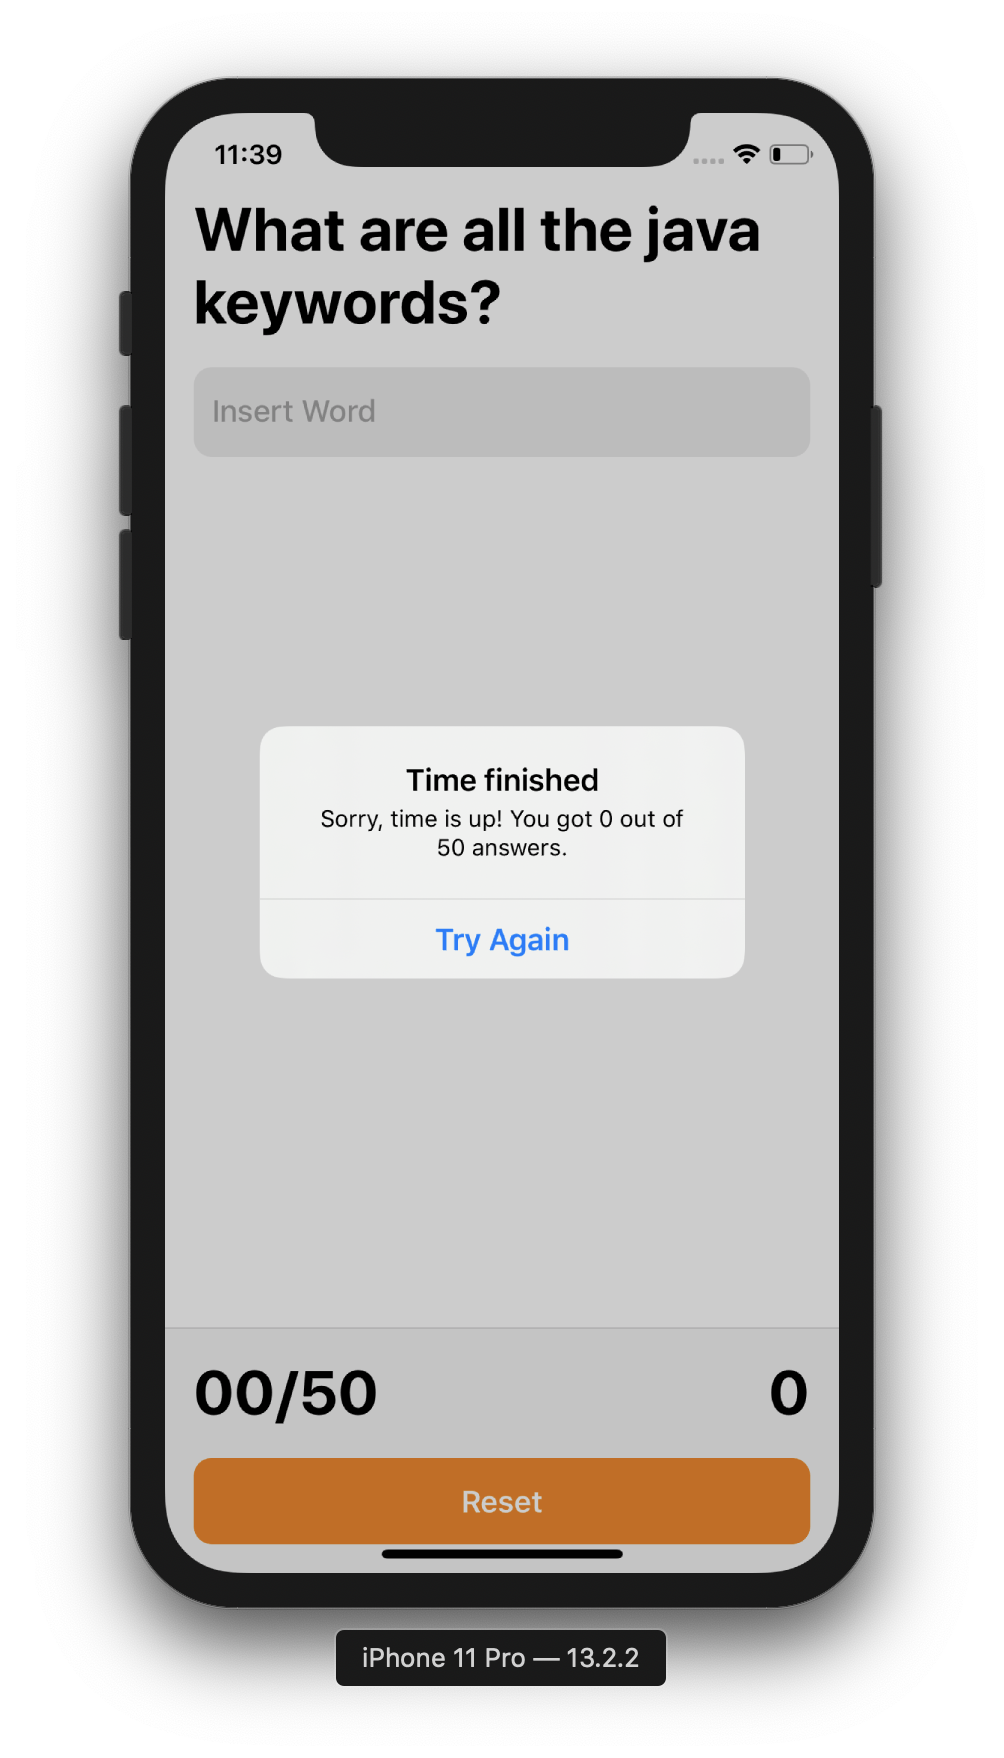 11:39
What are all the java
keywords?
Insert Word
Time finished
Sorry, time is up! You got 0 out of
50 answers.
Try Again
00/50 0
Reset
iPhone 11 Pro — 13.2.2